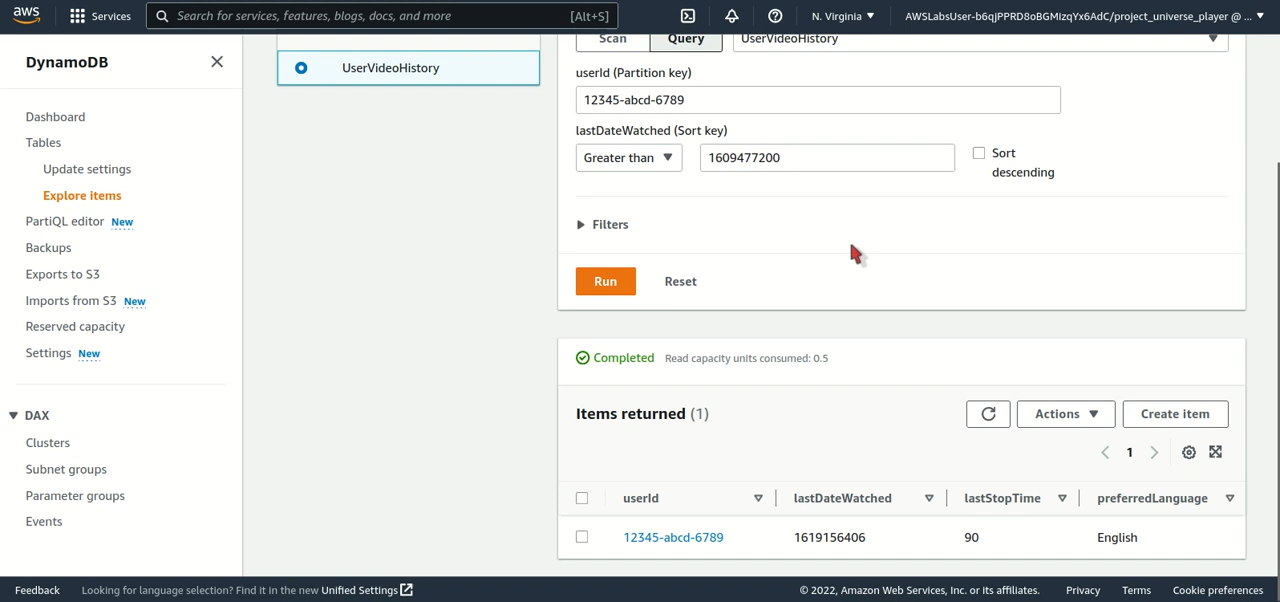 aws
Services
Search for services, features, blogs, docs, and more
[Alt+S]
N. Virginia
AWSLabsUser-b6qjPPRD8oBGMizqYx6AdC/project_universe_player @ ...
DynamoDB
Dashboard
Tables
Update settings
Explore items
PartiQL editor New
Backups
Exports to S3
Imports from S3 New
Reserved capacity
Settings New
DAX
Clusters
Subnet groups
Parameter groups
Events
UserVideoHistory
Scan
Query
UserVideoHistory
userId (Partition key)
12345-abcd-6789
lastDateWatched (Sort key)
Greater than
1609477200
Sort
descending
Filters
Run
Reset
Completed
Read capacity units consumed: 0.5
Items returned (1)
Actions
Create item
1
userId
lastDateWatched
lastStopTime
preferredLanguage
12345-abcd-6789
1619156406
90
English
Feedback
Looking for language selection? Find it in the new Unified Settings
© 2022, Amazon Web Services, Inc. or its affiliates.
Privacy
Terms
Cookie preferences